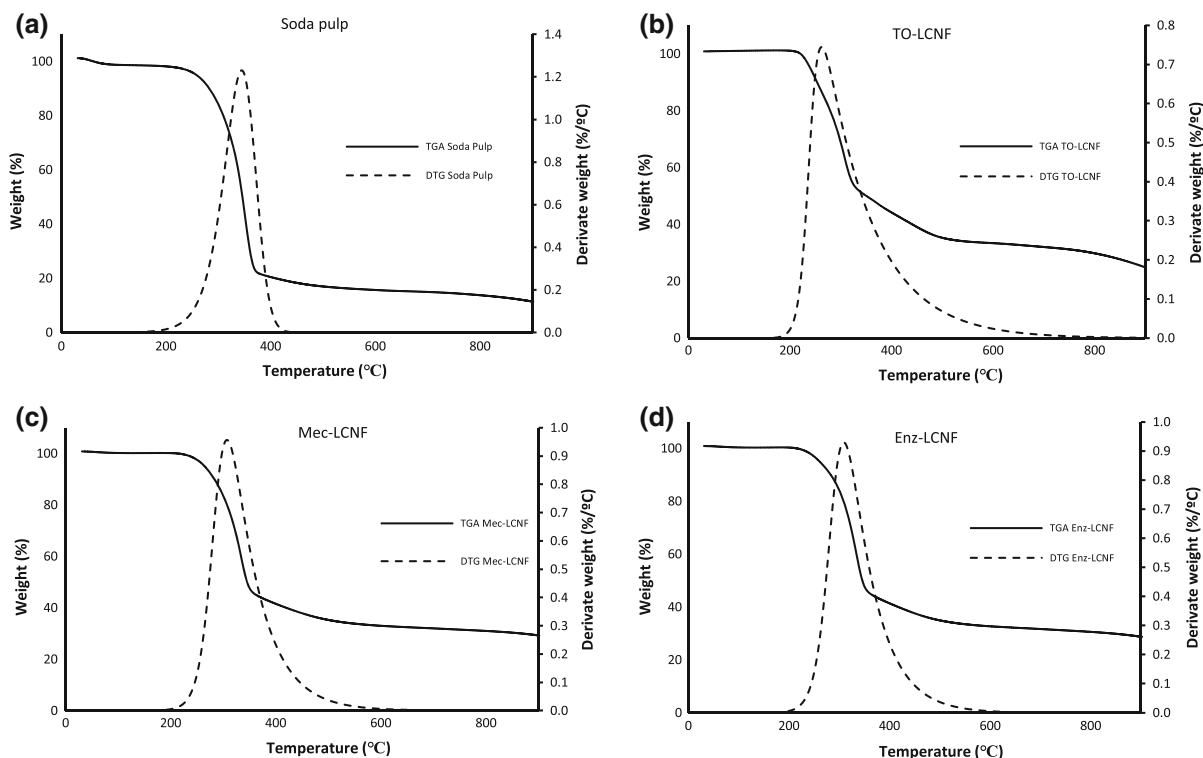 (a)
Soda pulp
Weight (%)
100
80
60
40
20
0
TGA Soda Pulp
DTG Soda Pulp
1.4
1.2
1.0
0.8
0.6
0.4
0.2
0.0
Derivate weight (%/ºC)
0 200 400 600 800
Temperature (°C)
(b)
TO-LCNF
Weight (%)
100
80
60
40
20
0
TGA TO-LCNF
DTG TO-LCNF
0.8
0.7
0.6
0.5
0.4
0.3
0.2
0.1
0.0
Derivate weight (%/ºC)
0 200 400 600 800
Temperature (°C)
(c)
Mec-LCNF
Weight (%)
100
80
60
40
20
0
TGA Mec-LCNF
DTG Mec-LCNF
1.0
0.9
0.8
0.7
0.6
0.5
0.4
0.3
0.2
0.1
0.0
Derivate weight (%/ºC)
0 200 400 600 800
Temperature (°C)
(d)
Enz-LCNF
Weight (%)
100
80
60
40
20
0
TGA Enz-LCNF
DTG Enz-LCNF
1.0
0.9
0.8
0.7
0.6
0.5
0.4
0.3
0.2
0.1
0.0
Derivate weight (%/ºC)
0 200 400 600 800
Temperature (°C)